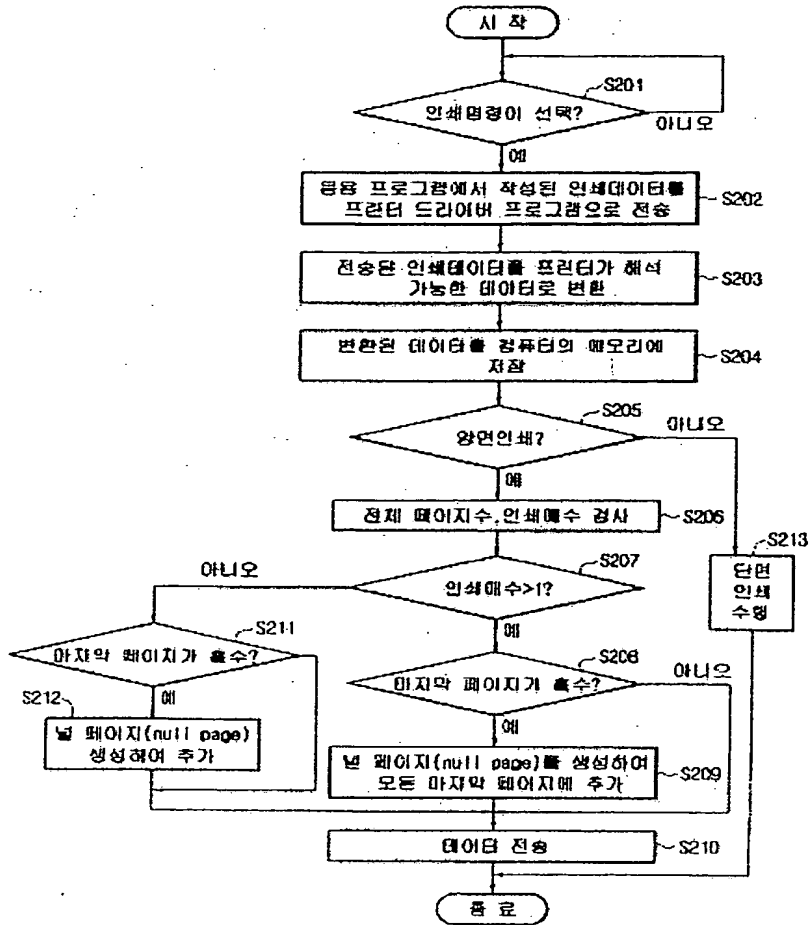 시 작
S201
인쇄명령이 선택?
아니오
예
응용 프로그램에서 작성된 인쇄데이터를
프린터 드라이버 프로그램으로 전송
S202
전송된 인쇄데이터를 프린터가 해석
가능한 데이터로 변환
S203
변환된 데이터를 컴퓨터의 메모리에
저장
S204
S205
양면인쇄?
아니오
예
전체 페이지수,인쇄매수 검사
S206
S213
단면
인쇄
수행
S207
인쇄매수>1?
아니오
예
S211
마지막 페이지가 홀수?
S208
마지막 페이지가 홀수?
아니오
S212
예
예
널 페이지(null page)
생성하여 추가
널 페이지(null page)를 생성하여
모든 마지막 페이지에 추가
S209
데이터 전송
S210
종 료